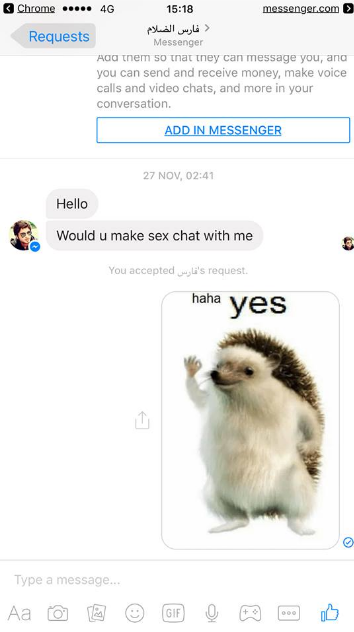 Chrome 4G 15:18 messenger.com
Requests فارس الضلام
Messenger
Add them so that they can message you, and
you can send and receive money, make voice
calls and video chats, and more in your
conversation.
ADD IN MESSENGER
27 NOV, 02:41
Hello
Would u make sex chat with me
You accepted فارس's request.
haha yes
Type a message...
Aa GIF